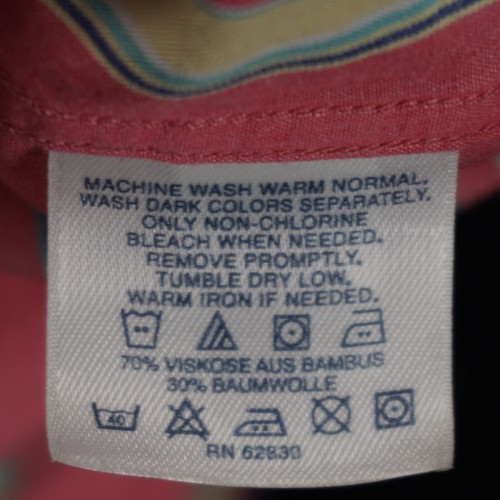 MACHINE WASH WARM NORMAL.
WASH DARK COLORS SEPARATELY.
ONLY NON-CHLORINE
BLEACH WHEN NEEDED.
REMOVE PROMPTLY.
TUMBLE DRY LOW.
WARM IRON IF NEEDED.
70% VISKOSE AUS BAMBUS
30% BAUMWOLLE
40
RN 62830